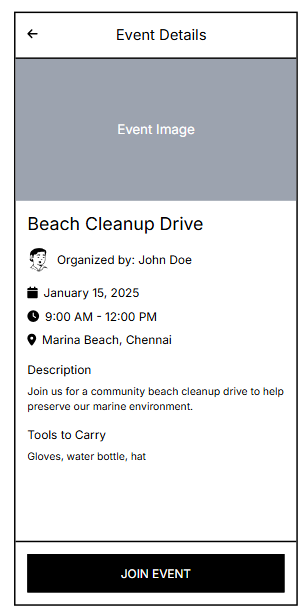 Event Details
Event Image
Beach Cleanup Drive
Organized by: John Doe
January 15, 2025
9:00 AM - 12:00 PM
Marina Beach, Chennai
Description
Join us for a community beach cleanup drive to help
preserve our marine environment.
Tools to Carry
Gloves, water bottle, hat
JOIN EVENT